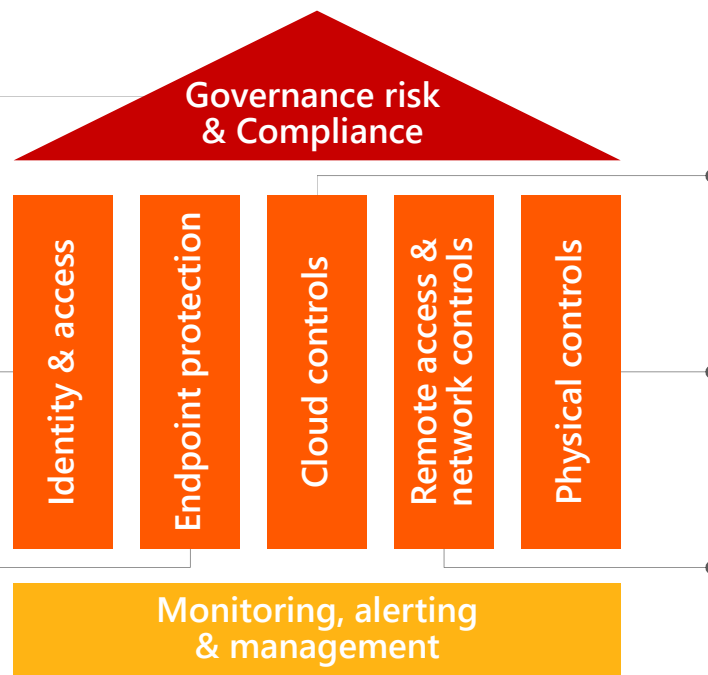 Governance risk
& Compliance
Identity & access
Endpoint protection
Cloud controls
Remote access &
network controls
Physical controls
Monitoring, alerting
& management